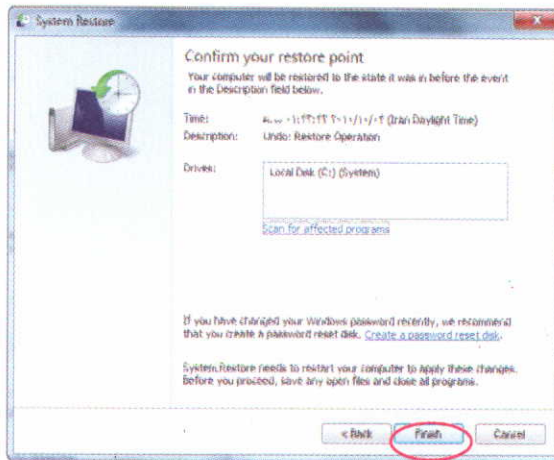 System Restore
Confirm your restore point
Your computer will be restored to the state it was in before the event
in the Description field below.
Time: (Iran Daylight Time)
Description: Undo: Restore Operation
Drives: Local Disk (C:) (System)
Scan for affected programs
If you have changed your Windows password recently, we recommend
that you create a password reset disk. Create a password reset disk.
System Restore needs to restart your computer to apply these changes.
Before you proceed, save any open files and close all programs.
< Back Finish Cancel